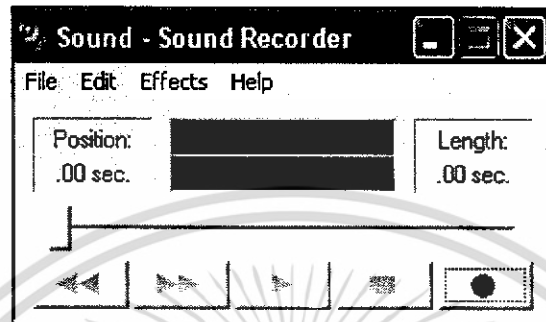 Sound - Sound Recorder
File Edit Effects Help
Position:
.00 sec.
Length:
.00 sec.